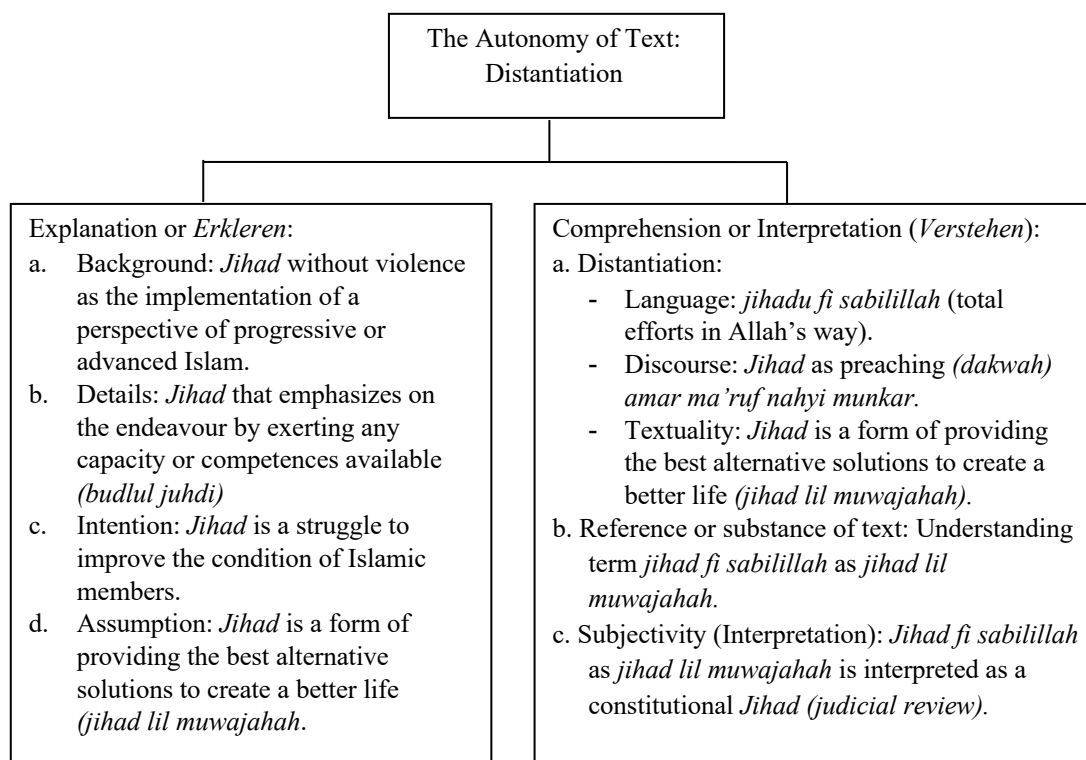 The Autonomy of Text:
Distantiation
Explanation or Erkleren:
a. Background: Jihad without violence
as the implementation of a
perspective of progressive or
advanced Islam.
b. Details: Jihad that emphasizes on
the endeavour by exerting any
capacity or competences available
(budlul juhdi)
c. Intention: Jihad is a struggle to
improve the condition of Islamic
members.
d. Assumption: Jihad is a form of
providing the best alternative
solutions to create a better life
(jihad lil muwajahah.
Comprehension or Interpretation (Verstehen):
a. Distantiation:
- Language: jihadu fi sabilillah (total
efforts in Allah’s way).
- Discourse: Jihad as preaching (dakwah)
amar ma’ruf nahyi munkar.
- Textuality: Jihad is a form of providing
the best alternative solutions to create a
better life (jihad lil muwajahah).
b. Reference or substance of text: Understanding
term jihad fi sabilillah as jihad lil
muwajahah.
c. Subjectivity (Interpretation): Jihad fi sabilillah
as jihad lil muwajahah is interpreted as a
constitutional Jihad (judicial review).